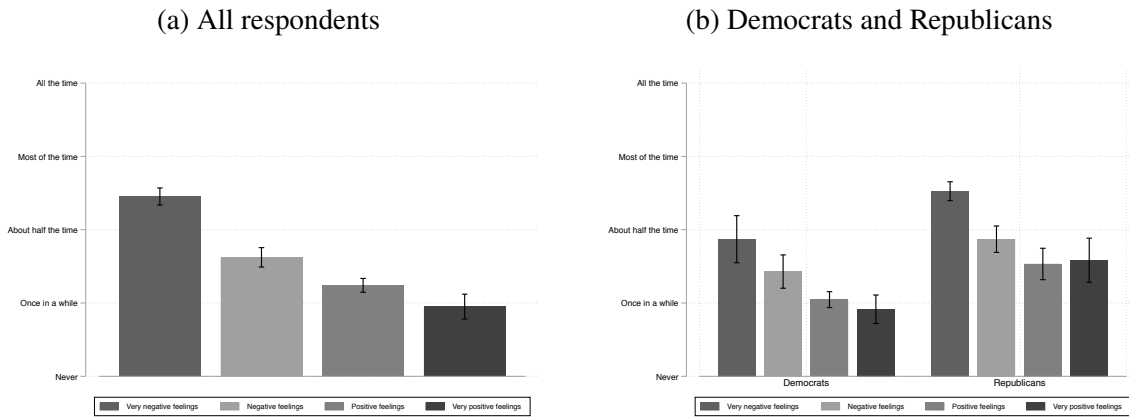 (a) All respondents
All the time
Most of the time
About half the time
Once in a while
Never
Very negative feelings Negative feelings Positive feelings Very positive feelings
(b) Democrats and Republicans
All the time
Most of the time
About half the time
Once in a while
Never
Democrats Republicans
Very negative feelings Negative feelings Positive feelings Very positive feelings